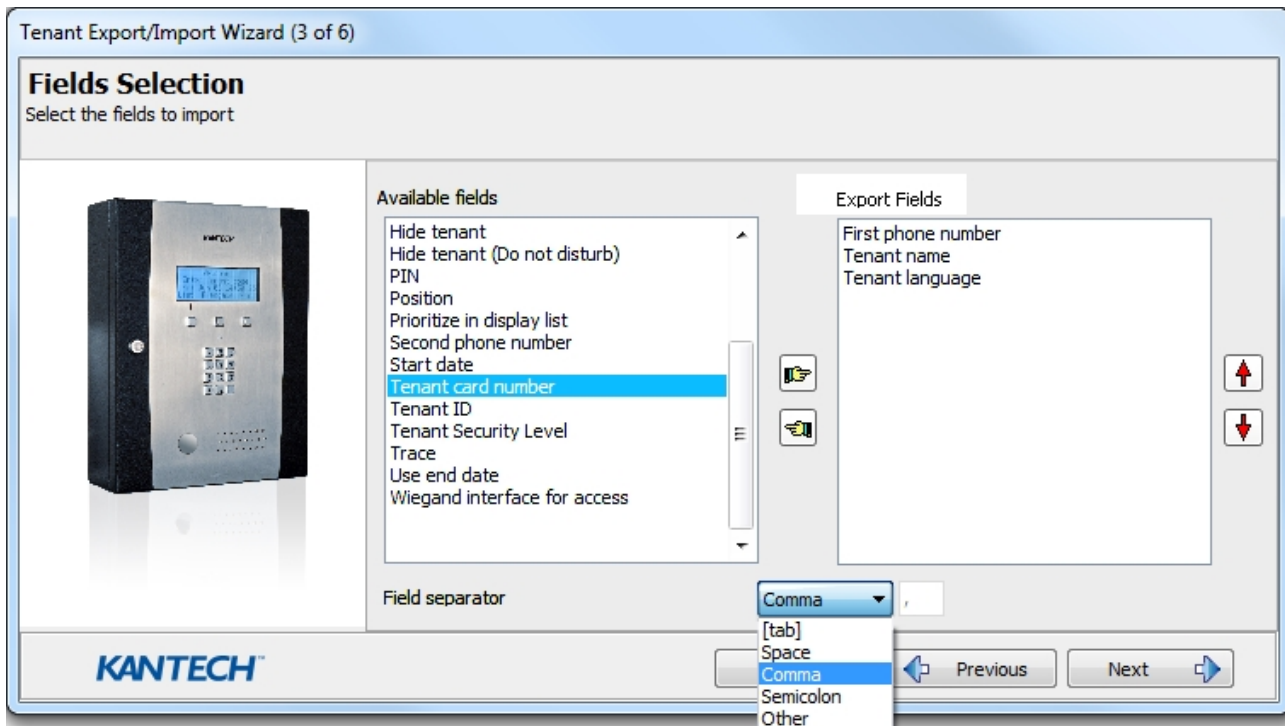 Tenant Export/Import Wizard (3 of 6)
Fields Selection
Select the fields to import
Available fields
Hide tenant
Hide tenant (Do not disturb)
PIN
Position
Prioritize in display list
Second phone number
Start date
Tenant card number
Tenant ID
Tenant Security Level
Trace
Use end date
Wiegand interface for access
Export Fields
First phone number
Tenant name
Tenant language
Field separator
Comma ,
[tab]
Space
Comma
Semicolon
Other
KANTECH
Previous
Next
KANTECH